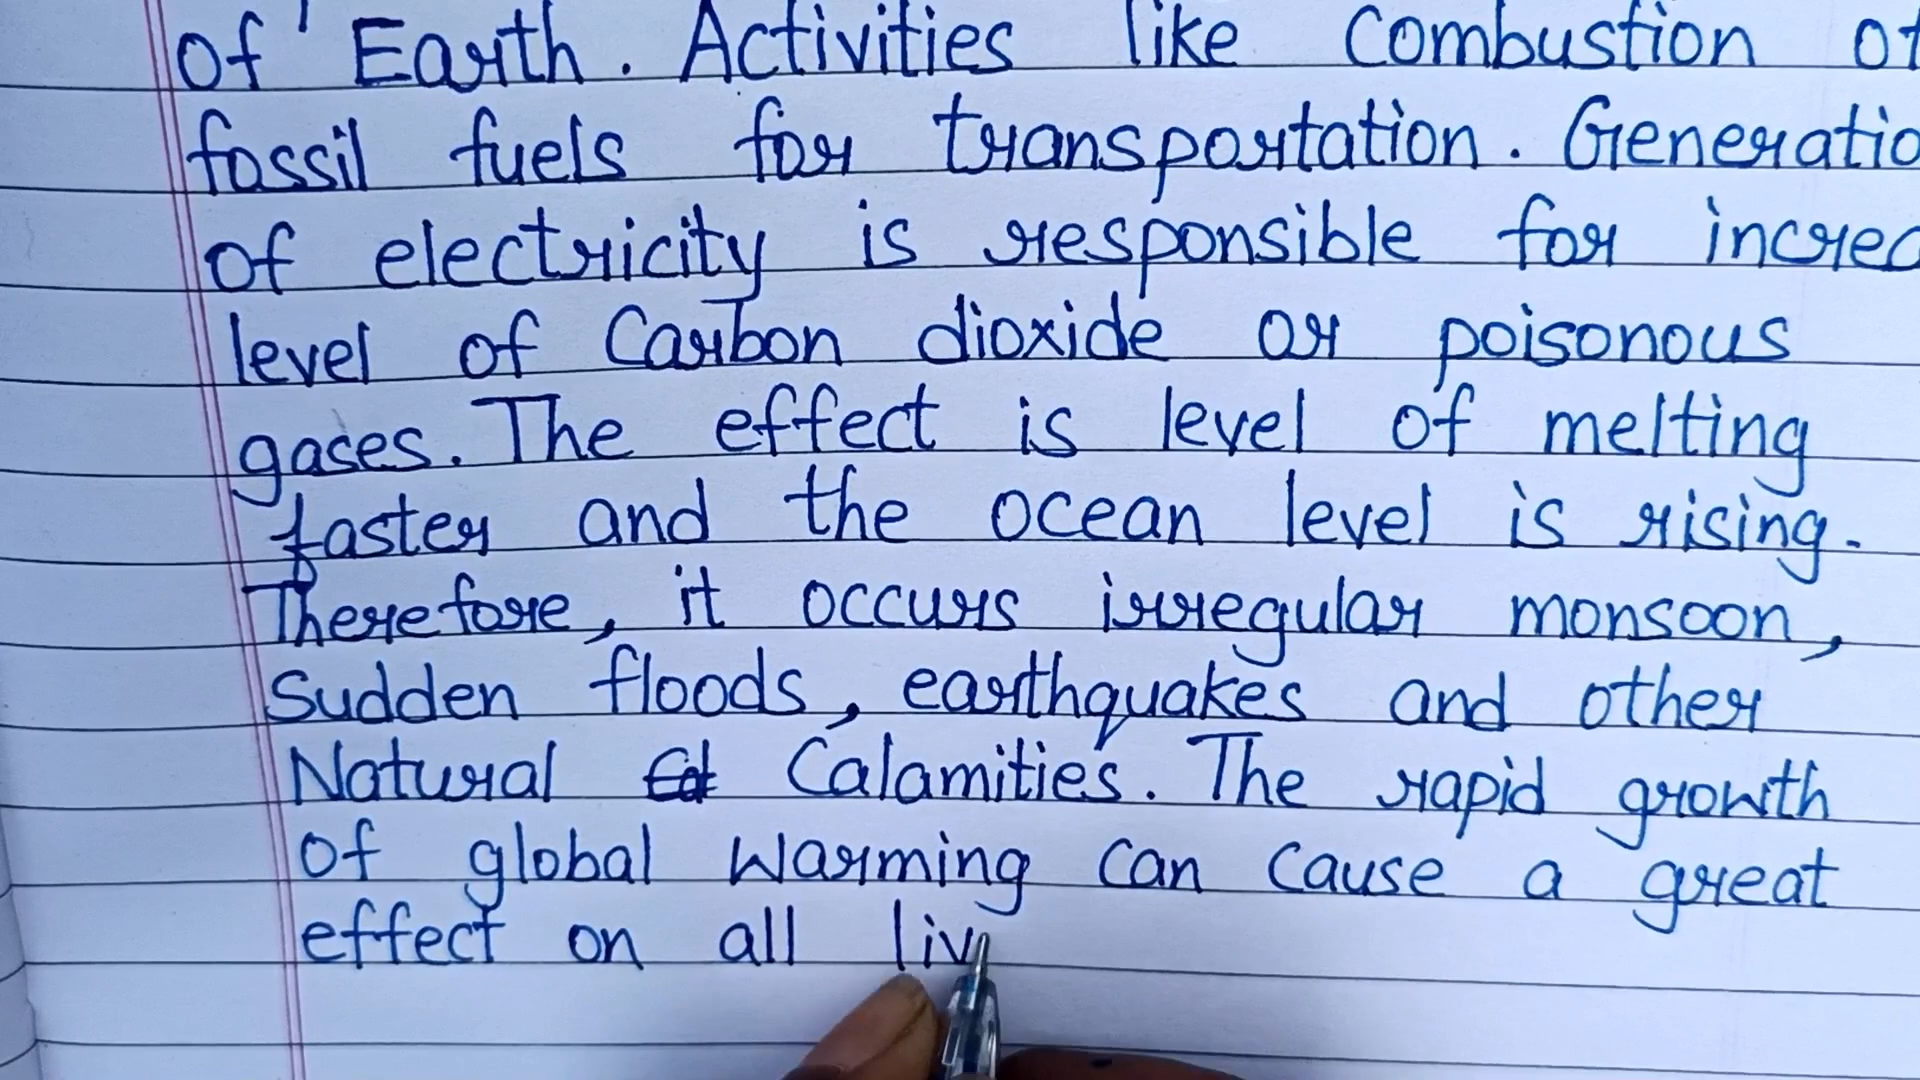 of Earth. Activities like combustion of
fossil fuels for transportation. Generatio
of electricity is responsible for increa
level of Carbon dioxide or poisonous
gases. The effect is level of melting
faster and the ocean level is rising.
Therefore, it occurs irregular monsoon,
Sudden floods, earthquakes and other
Natural Calamities. The rapid growth
of global warming can cause a great
effect on all liv